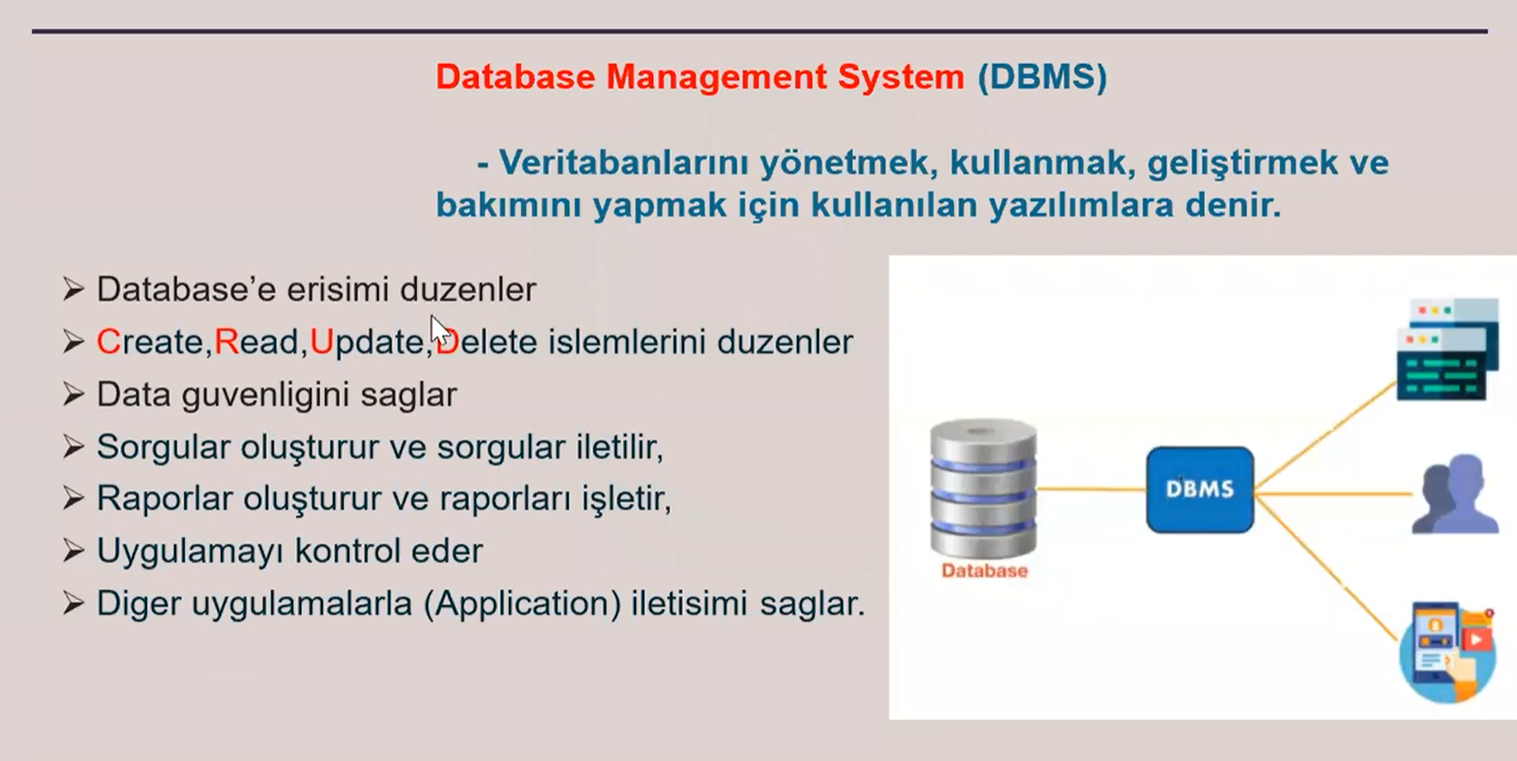 Database Management System (DBMS)
- Veritabanlarını yönetmek, kullanmak, geliştirmek ve
bakımını yapmak için kullanılan yazılımlara denir.
➢ Database’e erisimi duzenler
➢ Create,Read,Update,Delete islemlerini duzenler
➢ Data guvenligini saglar
➢ Sorgular oluşturur ve sorgular iletilir,
➢ Raporlar oluşturur ve raporları işletir,
➢ Uygulamayı kontrol eder
➢ Diger uygulamalarla (Application) iletisimi saglar.
DBMS
Database